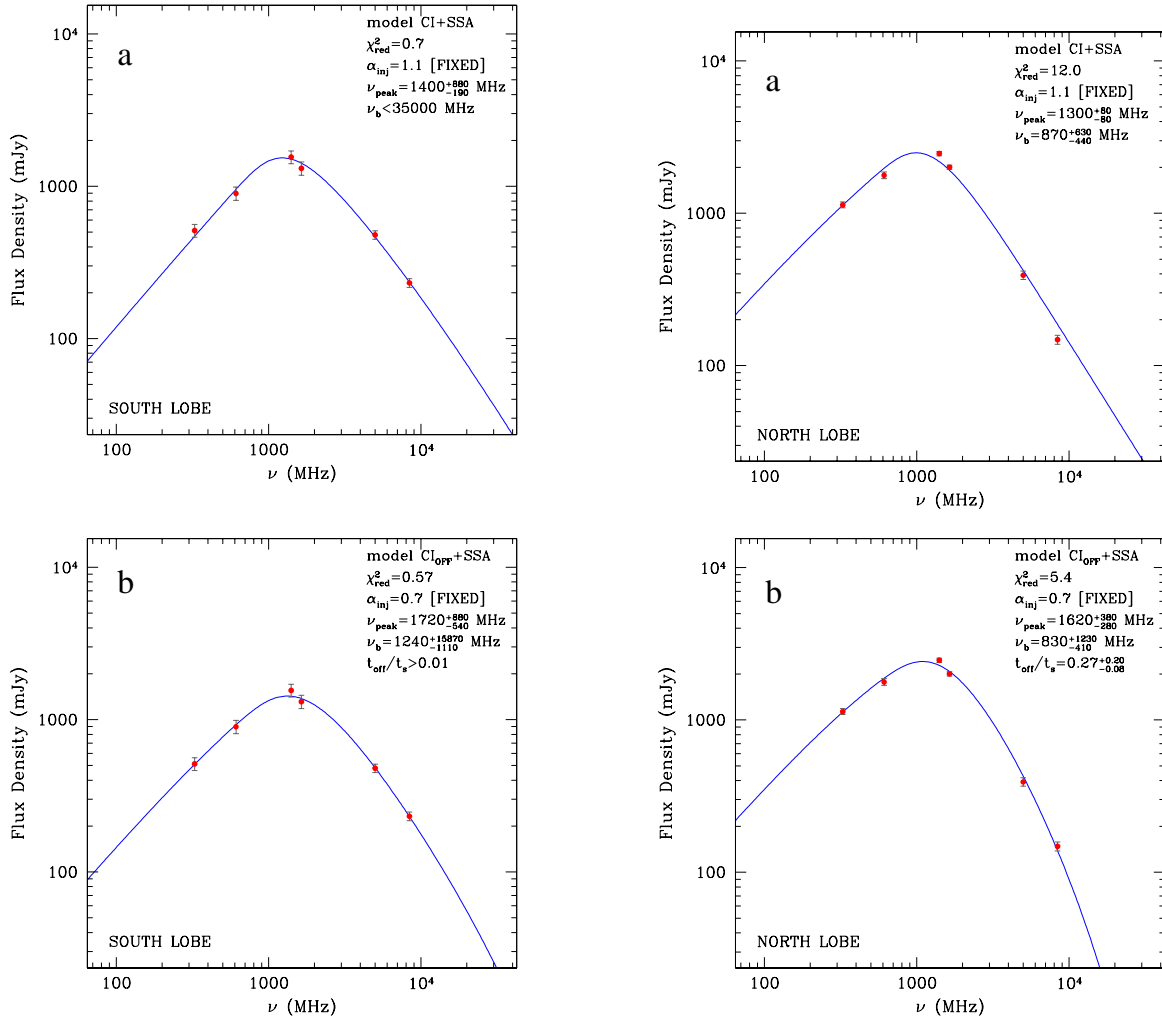 a
model CI+SSA
χ²red=0.7
αinj=1.1 [FIXED]
νpeak=1400+880−190 MHz
νb<35000 MHz
Flux Density (mJy)
10⁴
1000
100
SOUTH LOBE
100 1000 10⁴
ν (MHz)
a
model CI+SSA
χ²red=12.0
αinj=1.1 [FIXED]
νpeak=1300+80−80 MHz
νb=870+630−440 MHz
Flux Density (mJy)
10⁴
1000
100
NORTH LOBE
100 1000 10⁴
ν (MHz)
b
model CIOFF+SSA
χ²red=0.57
αinj=0.7 [FIXED]
νpeak=1720+880−540 MHz
νb=1240+15870−1110 MHz
toff/ts>0.01
Flux Density (mJy)
10⁴
1000
100
SOUTH LOBE
100 1000 10⁴
ν (MHz)
b
model CIOFF+SSA
χ²red=5.4
αinj=0.7 [FIXED]
νpeak=1620+380−280 MHz
νb=830+1230−410 MHz
toff/ts=0.27+0.20−0.08
Flux Density (mJy)
10⁴
1000
100
NORTH LOBE
100 1000 10⁴
ν (MHz)